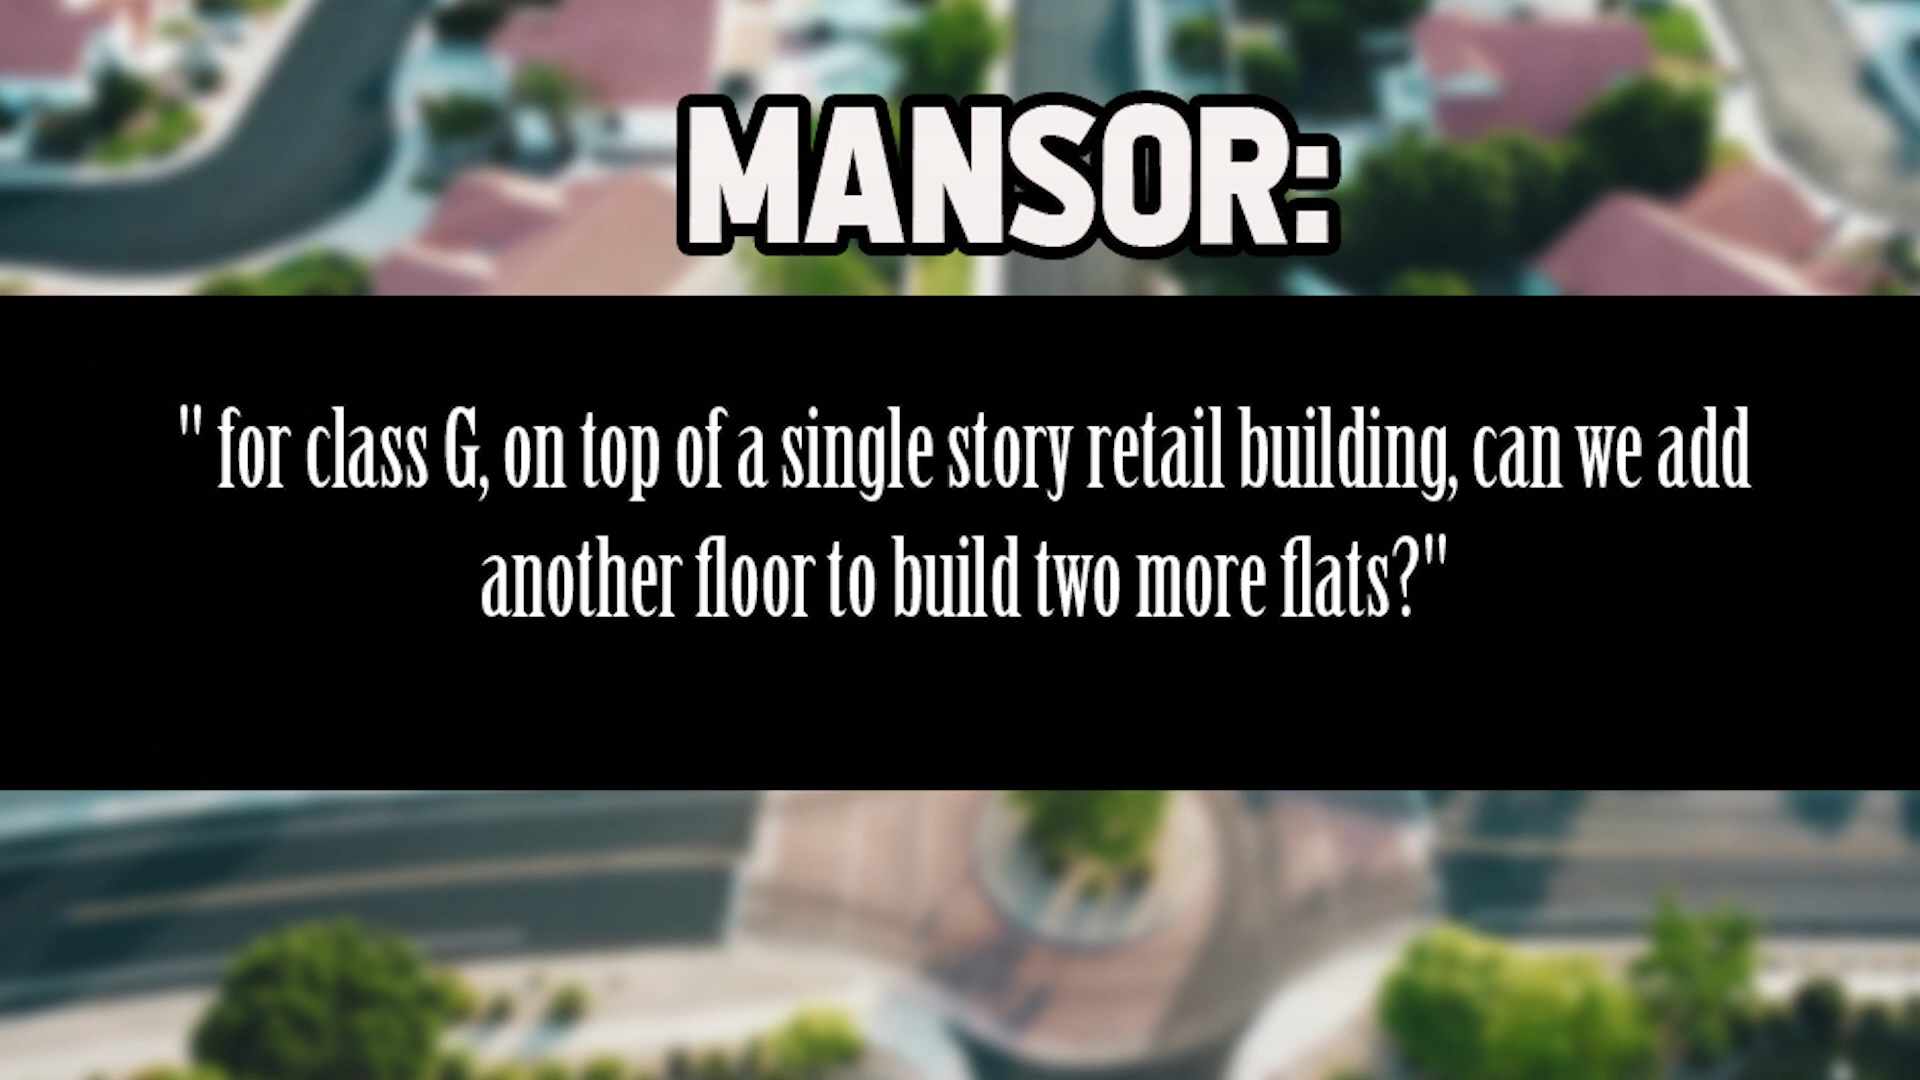 MANSOR:
" for class G, on top of a single story retail building, can we add
another floor to build two more flats?"